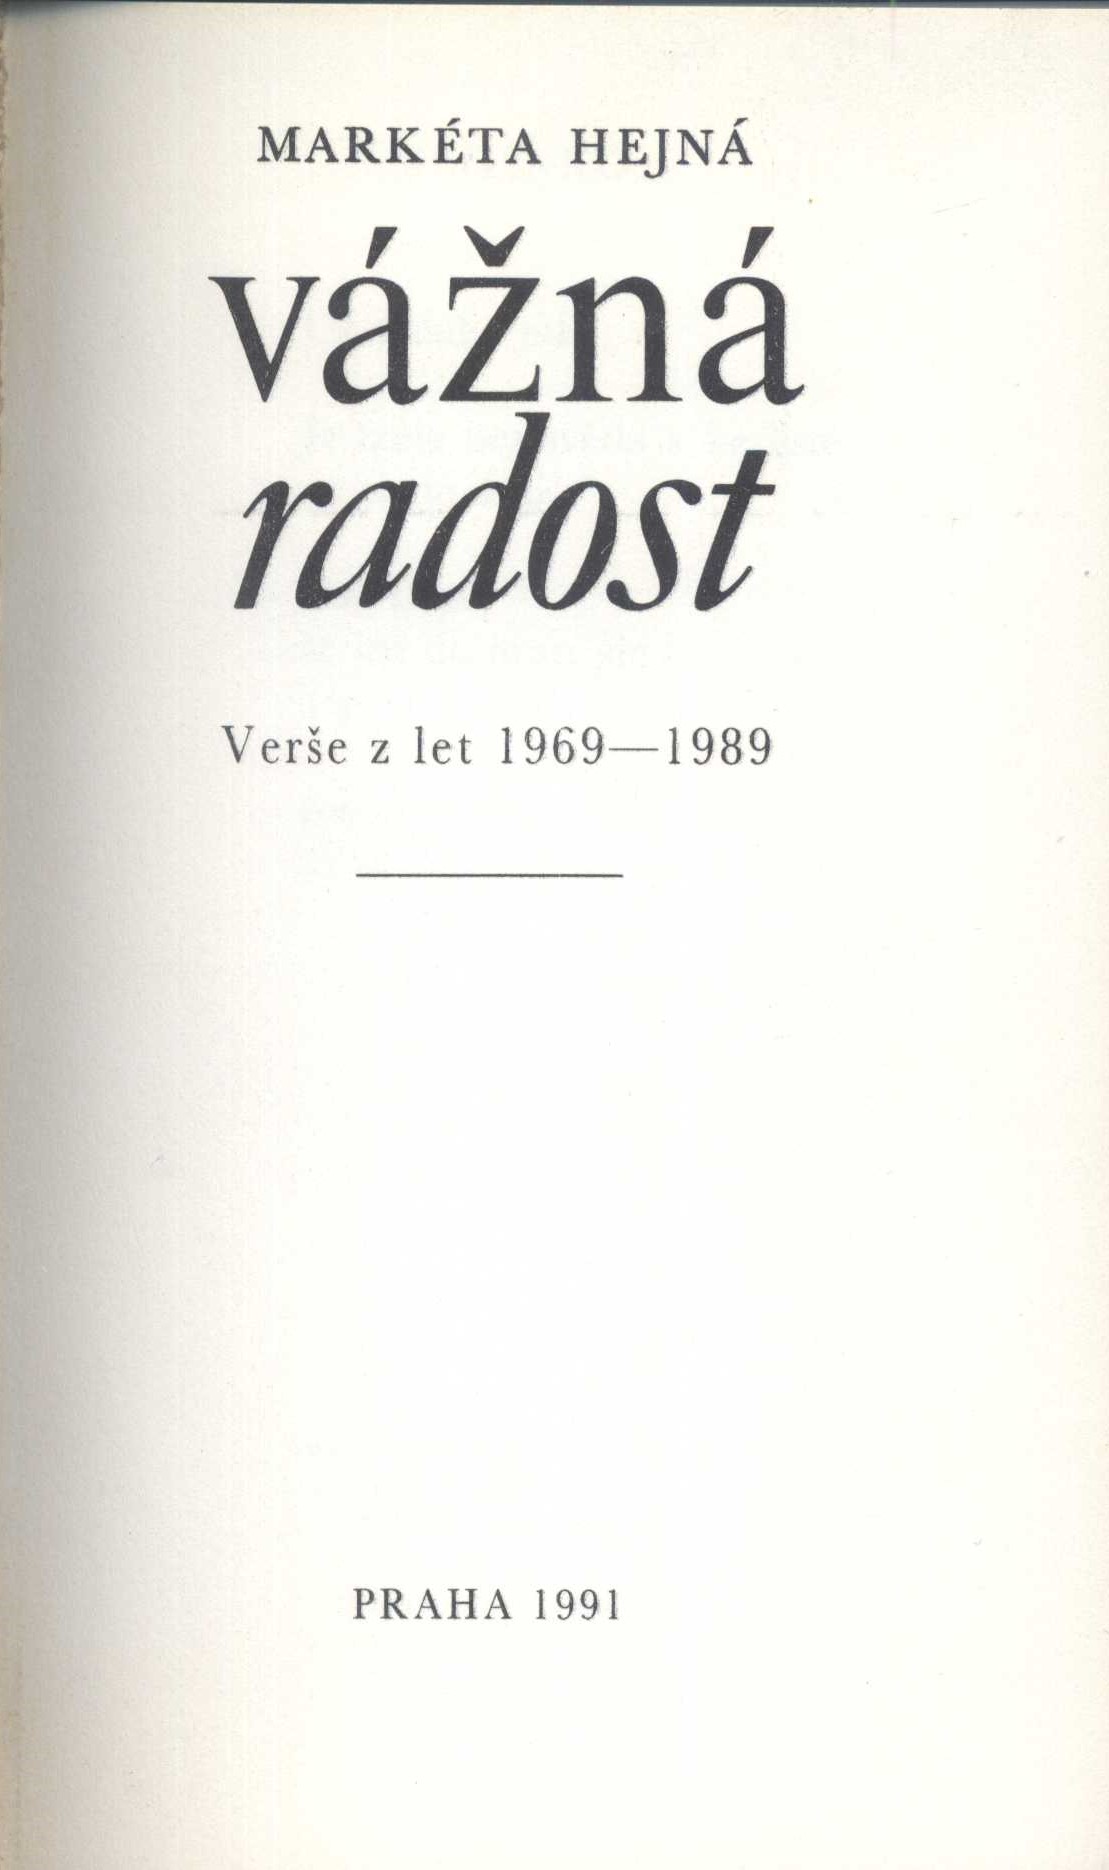 MARKÉTA HEJNÁ
vážná
radost
Verše z let 1969—1989
PRAHA 1991